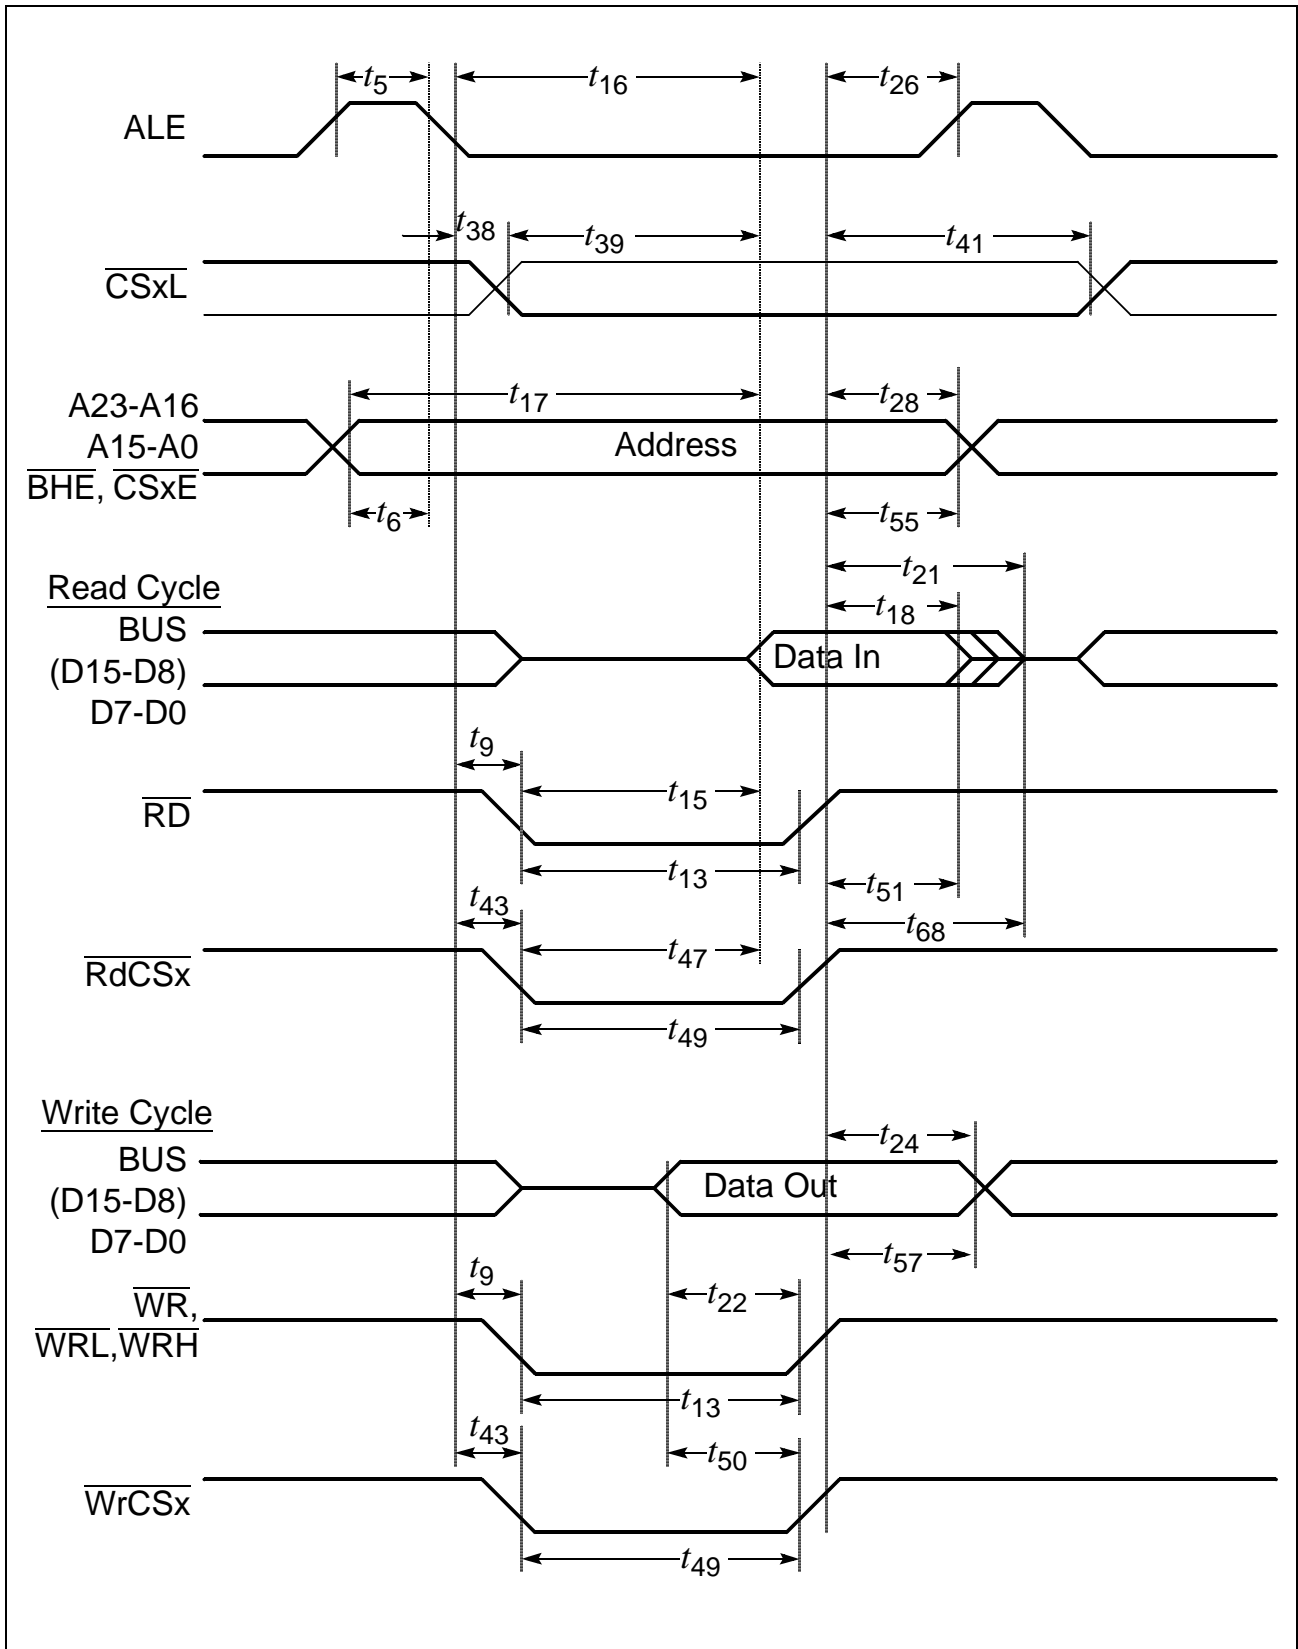 t5 t16 t26
ALE
t38 t39 t41
CSxL
t17 t28
A23-A16
A15-A0
BHE, CSxE
Address
t6 t55
t21
Read Cycle
t18
BUS
(D15-D8)
D7-D0
Data In
t9
t15
RD
t13 t51
t43 t68
t47
RdCSx
t49
Write Cycle
t24
BUS
(D15-D8)
D7-D0
Data Out
t57
t9 t22
WR,
WRL,WRH
t13
t43 t50
WrCSx
t49